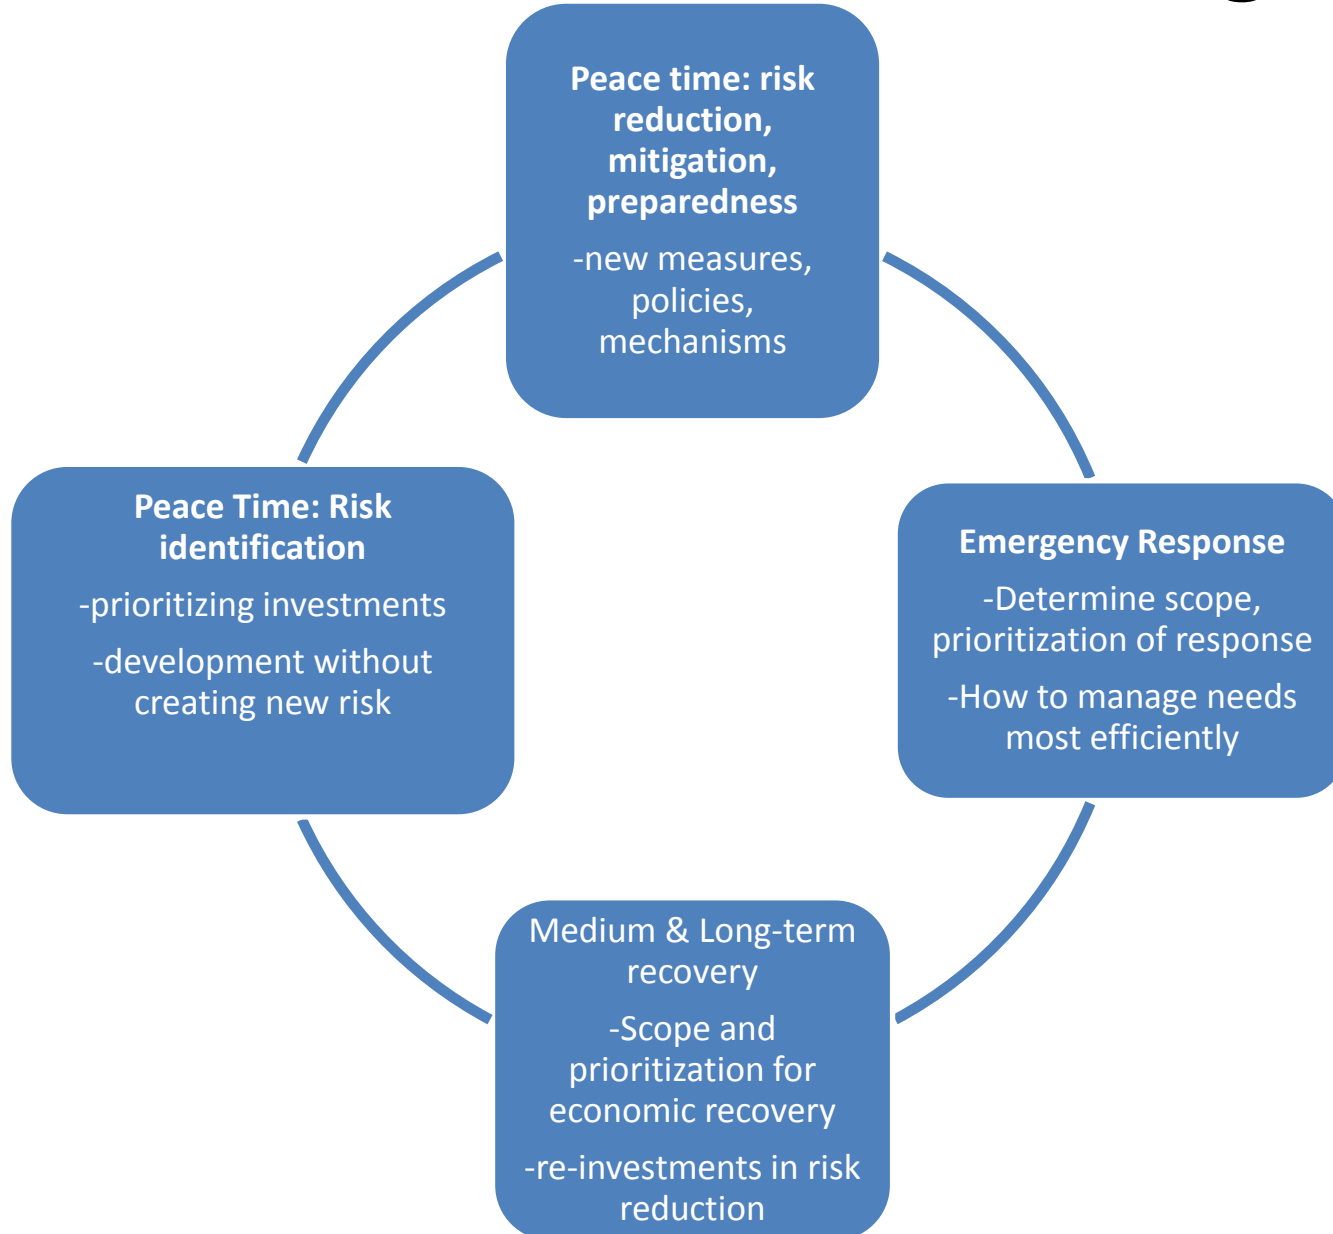 Peace time: risk
reduction,
mitigation,
preparedness
-new measures,
policies,
mechanisms
Peace Time: Risk
identification
-prioritizing investments
-development without
creating new risk
Emergency Response
-Determine scope,
prioritization of response
-How to manage needs
most efficiently
Medium & Long-term
recovery
-Scope and
prioritization for
economic recovery
-re-investments in risk
reduction